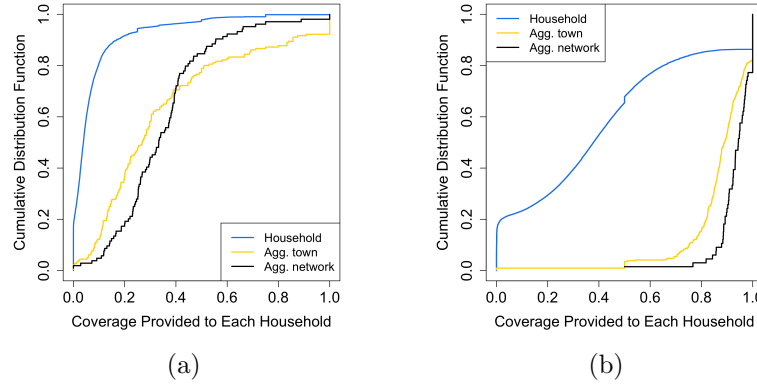 Cumulative Distribution Function
1.0
0.8
0.6
0.4
0.2
0.0
Household
Agg. town
Agg. network
0.0 0.2 0.4 0.6 0.8 1.0
Coverage Provided to Each Household
(a)
Cumulative Distribution Function
1.0
0.8
0.6
0.4
0.2
0.0
Household
Agg. town
Agg. network
0.0 0.2 0.4 0.6 0.8 1.0
Coverage Provided to Each Household
(b)